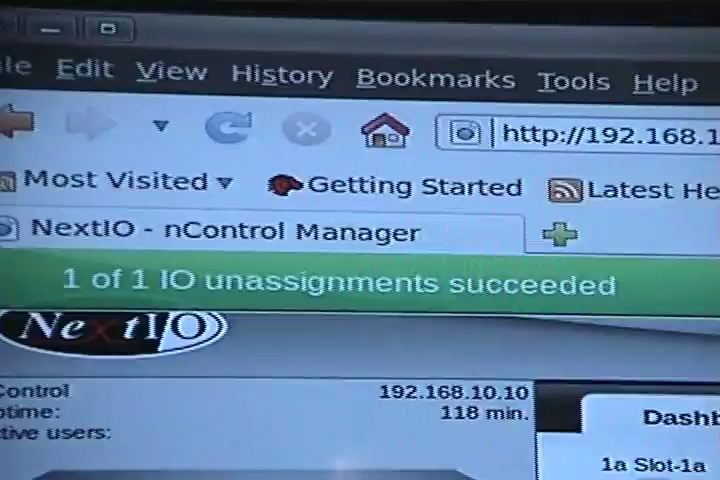 le Edit View History Bookmarks Tools Help
http://192.168.1
Most Visited Getting Started Latest He
NextIO - nControl Manager
1 of 1 IO unassignments succeeded
NextIO
Control 192.168.10.10
ptime: 118 min.
tive users:
Dashb
1a Slot-1a